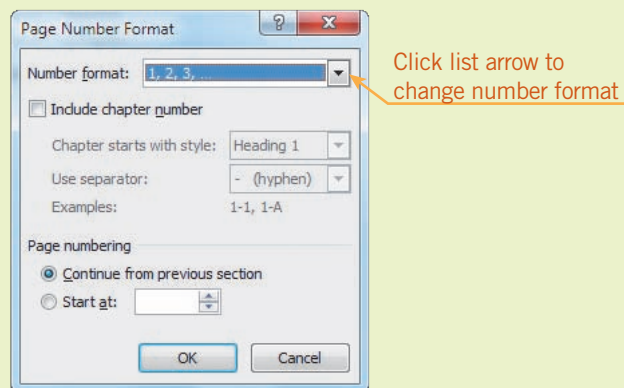 Page Number Format
Number format: 1, 2, 3, ...
Click list arrow to
change number format
Include chapter number
Chapter starts with style: Heading 1
Use separator: - (hyphen)
Examples: 1-1, 1-A
Page numbering
Continue from previous section
Start at:
OK Cancel